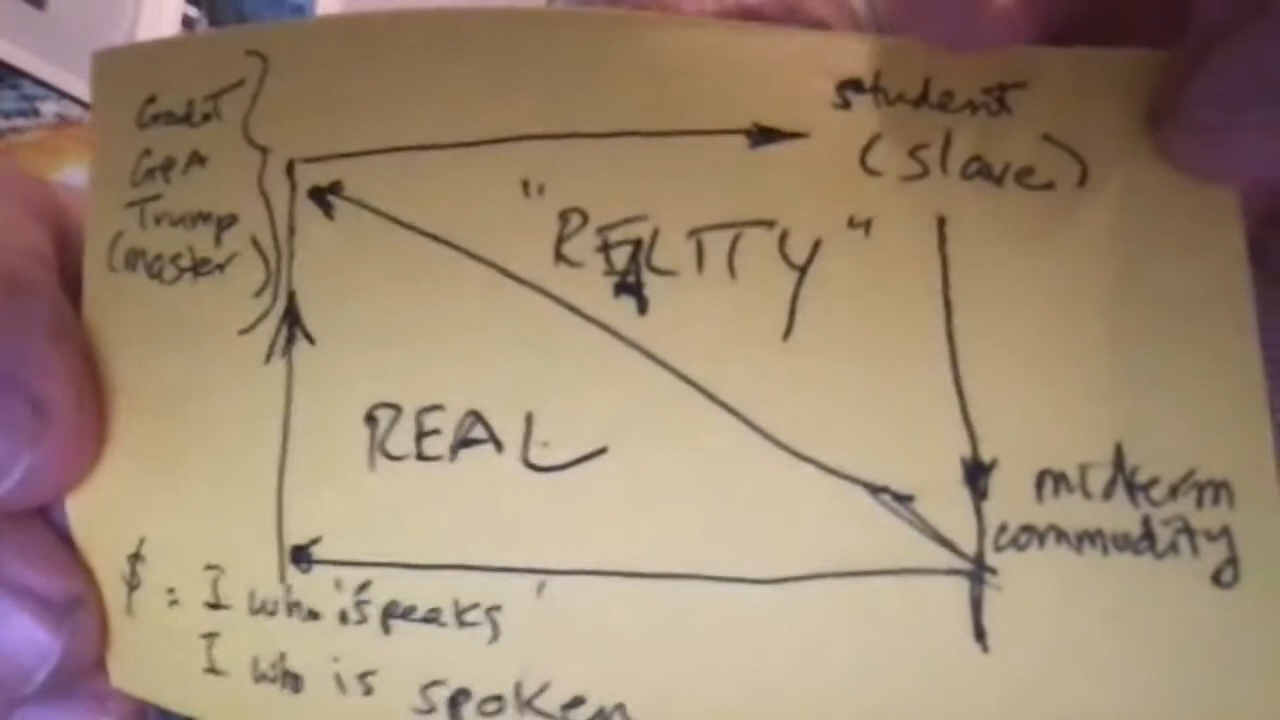 Godot
GPA
Trump
(master)
student
(slave)
"REALITY"
REAL
midterm
commodity
$ = I who "speaks"
I who is spoken